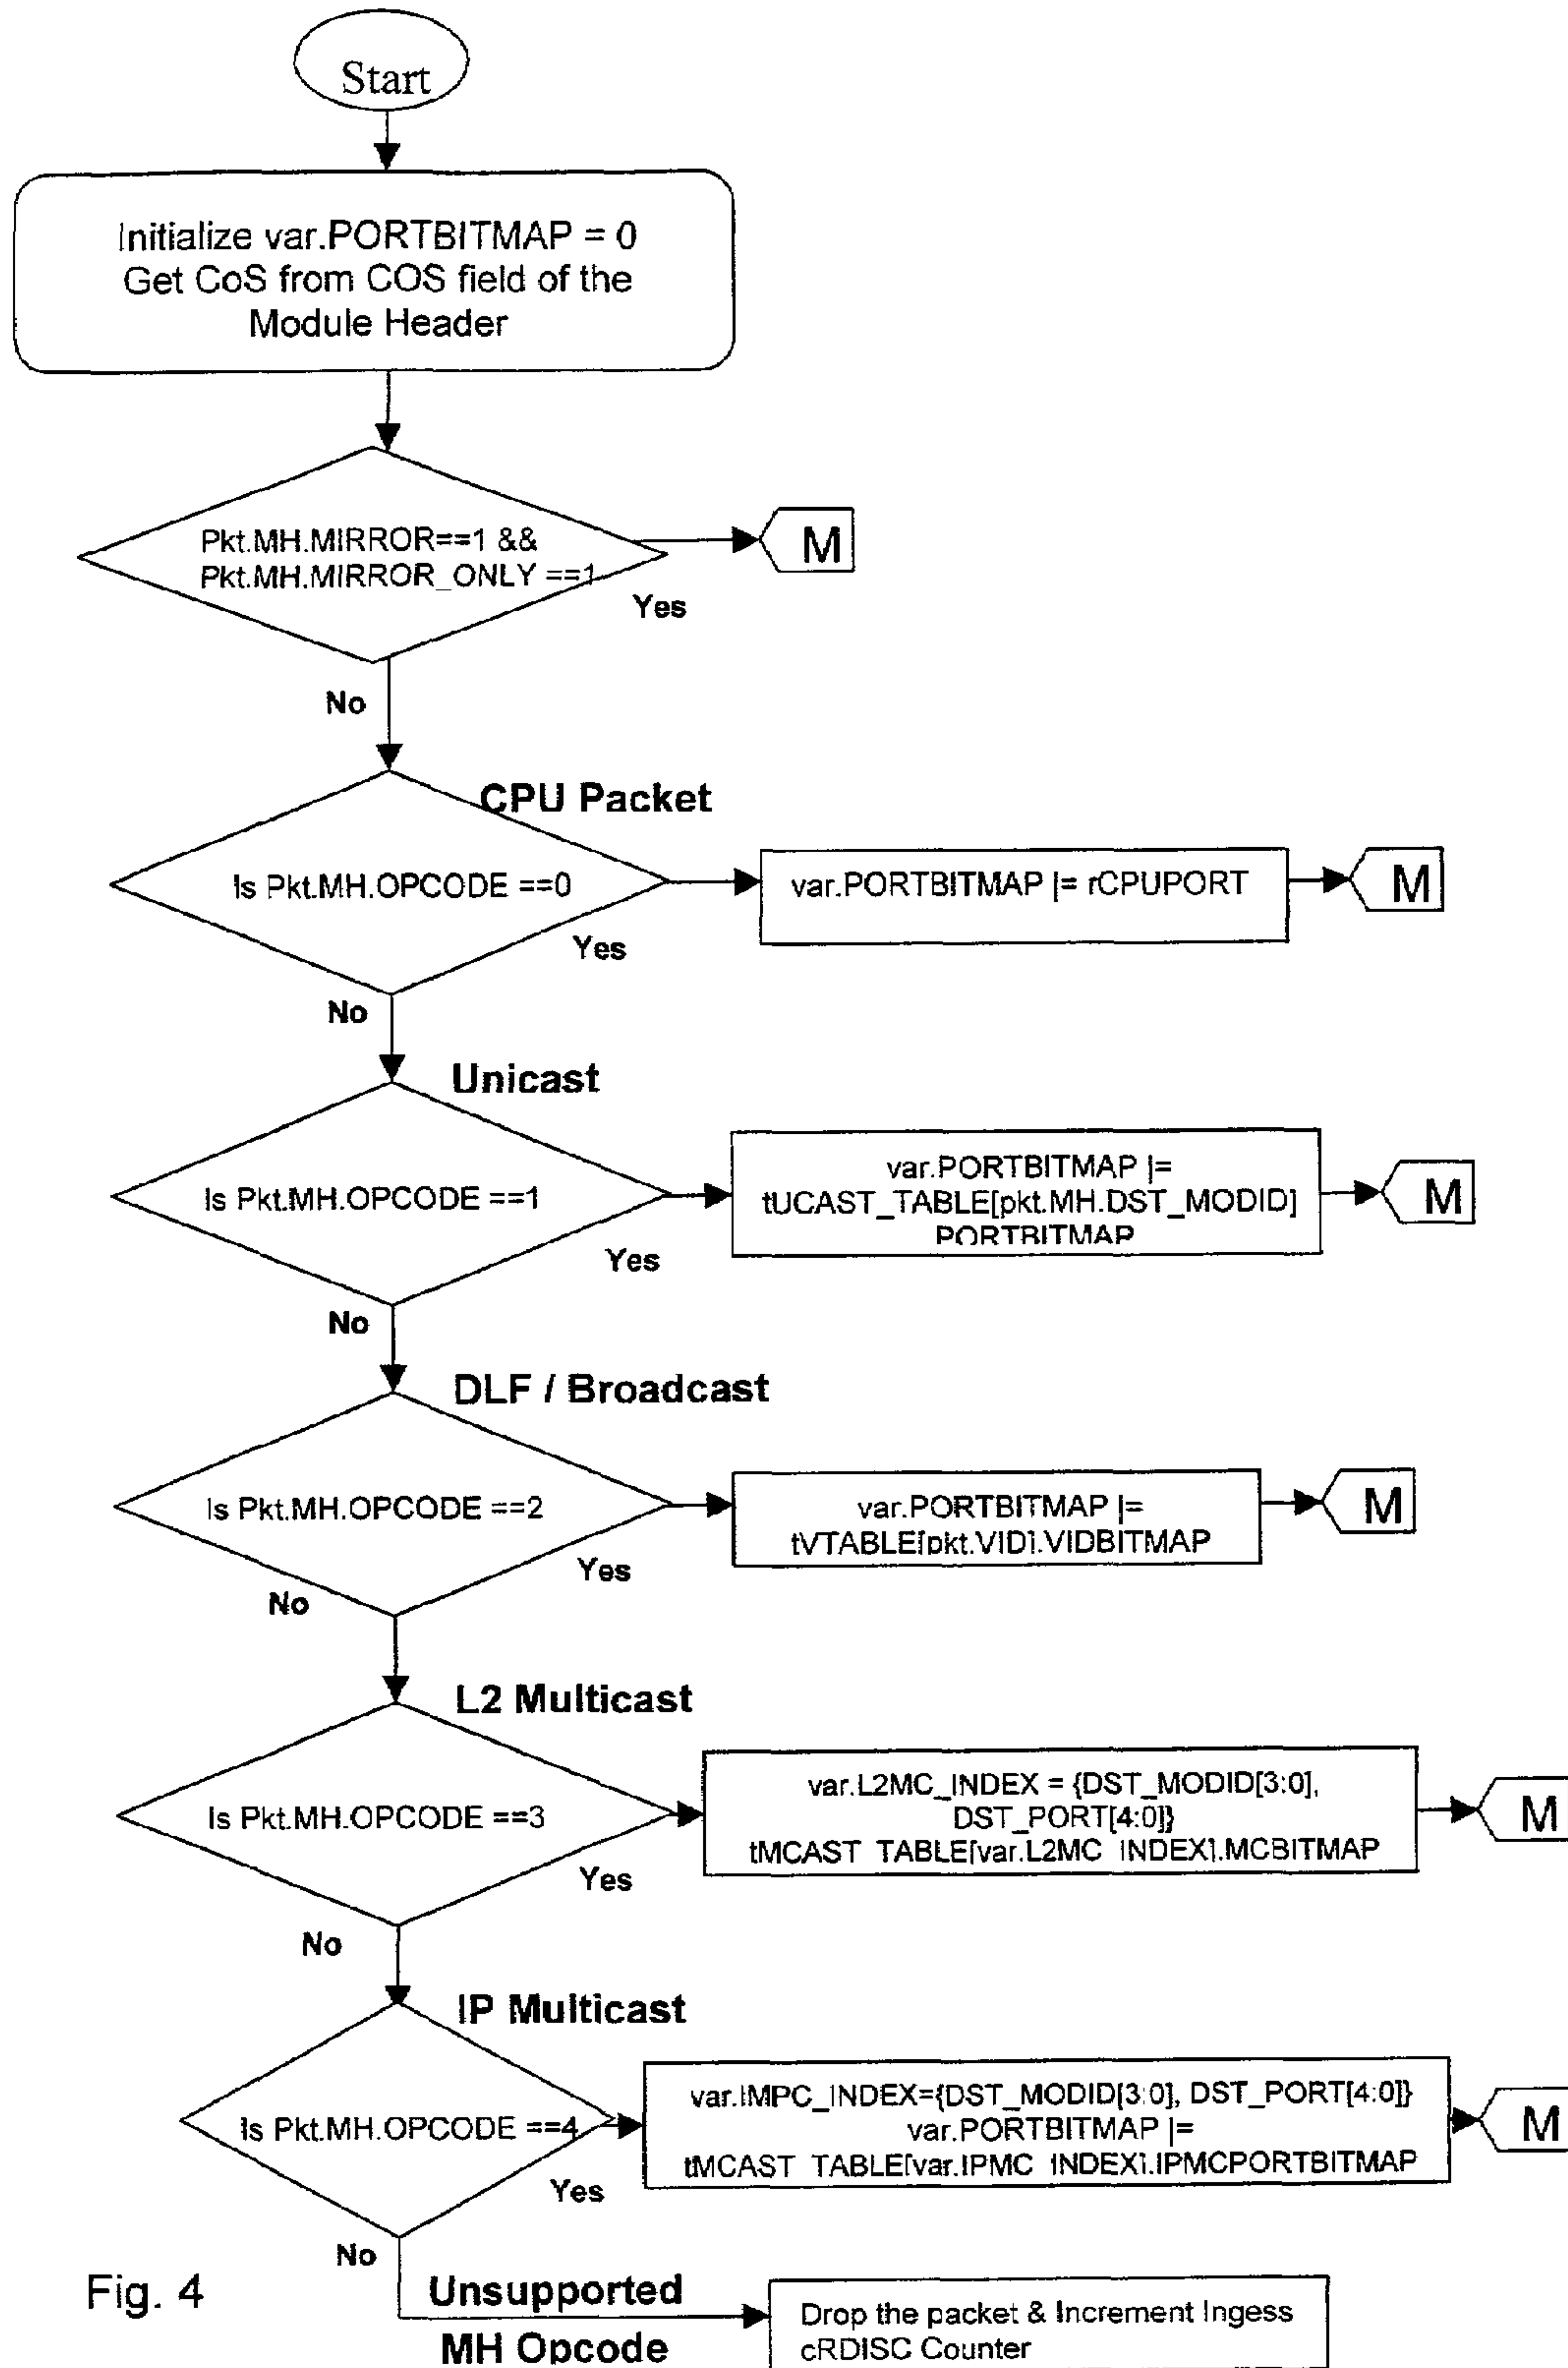 Start
Initialize var.PORTBITMAP = 0
Get CoS from COS field of the
Module Header
Pkt.MH.MIRROR==1 &&
Pkt.MH.MIRROR_ONLY ==1
M
Yes
No
CPU Packet
Is Pkt.MH.OPCODE ==0
var.PORTBITMAP |= rCPUPORT
M
Yes
No
Unicast
Is Pkt.MH.OPCODE ==1
var.PORTBITMAP |=
tUCAST_TABLE[pkt.MH.DST_MODID]
PORTBITMAP
M
Yes
No
DLF / Broadcast
Is Pkt.MH.OPCODE ==2
var.PORTBITMAP |=
tVTABLE[pkt.VID].VIDBITMAP
M
Yes
No
L2 Multicast
Is Pkt.MH.OPCODE ==3
var.L2MC_INDEX = {DST_MODID[3:0],
DST_PORT[4:0]}
tMCAST_TABLE[var.L2MC_INDEX].MCBITMAP
M
Yes
No
IP Multicast
Is Pkt.MH.OPCODE ==4
var.IMPC_INDEX={DST_MODID[3:0], DST_PORT[4:0]}
var.PORTBITMAP |=
tMCAST_TABLE[var.IPMC_INDEX].IPMCPORTBITMAP
M
Yes
No
Fig. 4
Unsupported
MH Opcode
Drop the packet & Increment Ingess
cRDISC Counter